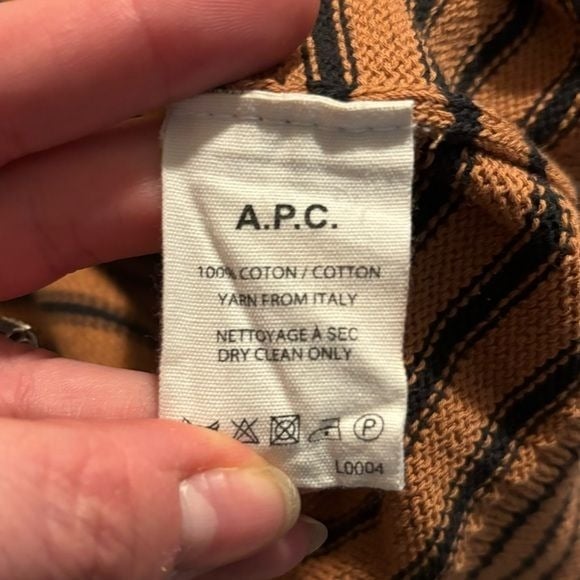 A.P.C.
100% COTON / COTTON
YARN FROM ITALY
NETTOYAGE À SEC
DRY CLEAN ONLY
P
L0004